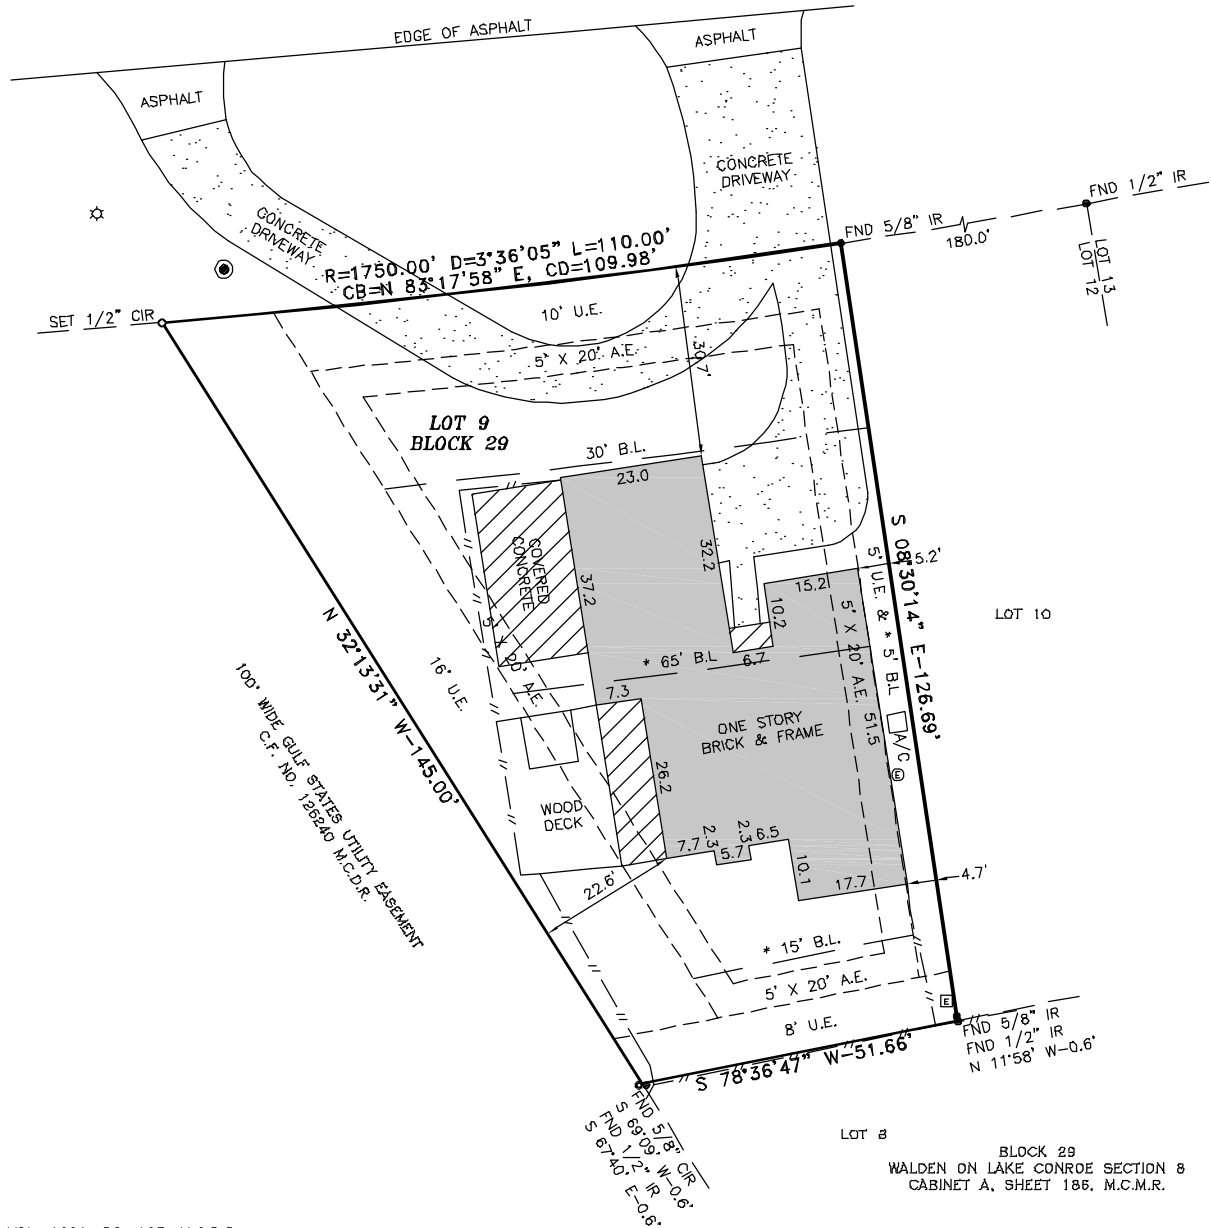 EDGE OF ASPHALT
ASPHALT
ASPHALT
CONCRETE
DRIVEWAY
CONCRETE
DRIVEWAY
FND 1/2" IR
FND 5/8" IR
180.0'
LOT 13
LOT 12
R=1750.00' D=3°36'05" L=110.00'
CB=N 83°17'58" E, CD=109.98'
SET 1/2" CIR
10' U.E.
5' X 20' A.E.
30.7'
LOT 9
BLOCK 29
30' B.L.
23.0
COVERED
CONCRETE
37.2
32.2
15.2
10.2
6.7
5.2'
S 08°30'14" E-126.69'
5' U.E. & * 5' B.L
5' X 20' A.E.
51.5
LOT 10
N 32°13'31" W-145.00'
16' U.E.
5' X 20' A.E.
* 65' B.L
7.3
ONE STORY
BRICK & FRAME
A/C
E
100' WIDE GULF STATES UTILITY EASEMENT
C.F. NO. 126240 M.C.D.R.
26.2
WOOD
DECK
7.7
2.3
5.7
2.3
6.5
10.1
17.7
4.7'
22.6'
* 15' B.L.
5' X 20' A.E.
8' U.E.
E
S 78°36'47" W-51.66'
FND 5/8" IR
FND 1/2" IR
N 11°58' W-0.6'
FND 5/8" CIR
S 69°09' W-0.6'
FND 1/2" IR
S 67°40' E-0.6'
LOT 8
BLOCK 29
WALDEN ON LAKE CONROE SECTION 8
CABINET A, SHEET 186, M.C.M.R.